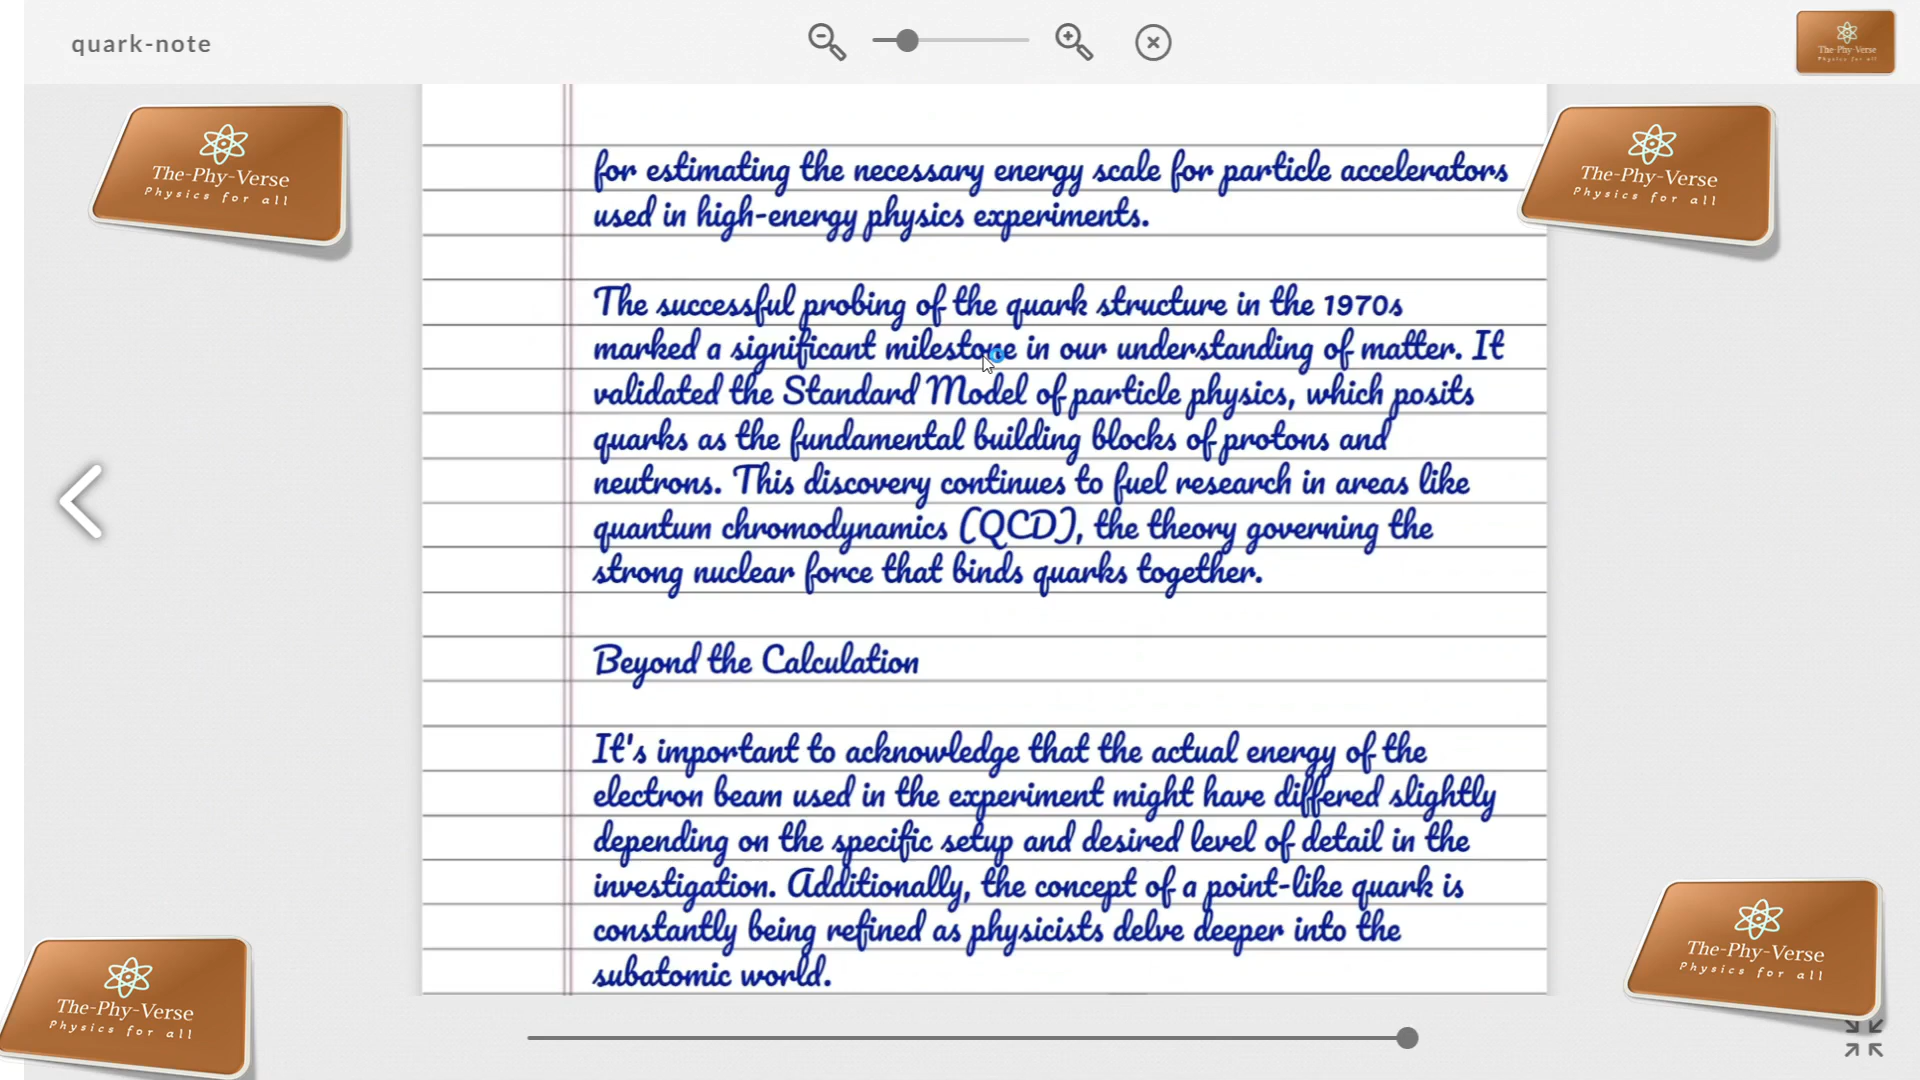 quark-note
The-Phy-Verse
Physics for all
The-Phy-Verse
Physics for all
The-Phy-Verse
Physics for all
for estimating the necessary energy scale for particle accelerators
used in high-energy physics experiments.
The successful probing of the quark structure in the 1970s
marked a significant milestone in our understanding of matter. It
validated the Standard Model of particle physics, which posits
quarks as the fundamental building blocks of protons and
neutrons. This discovery continues to fuel research in areas like
quantum chromodynamics (QCD), the theory governing the
strong nuclear force that binds quarks together.
Beyond the Calculation
It's important to acknowledge that the actual energy of the
electron beam used in the experiment might have differed slightly
depending on the specific setup and desired level of detail in the
investigation. Additionally, the concept of a point-like quark is
constantly being refined as physicists delve deeper into the
subatomic world.
The-Phy-Verse
Physics for all
The-Phy-Verse
Physics for all